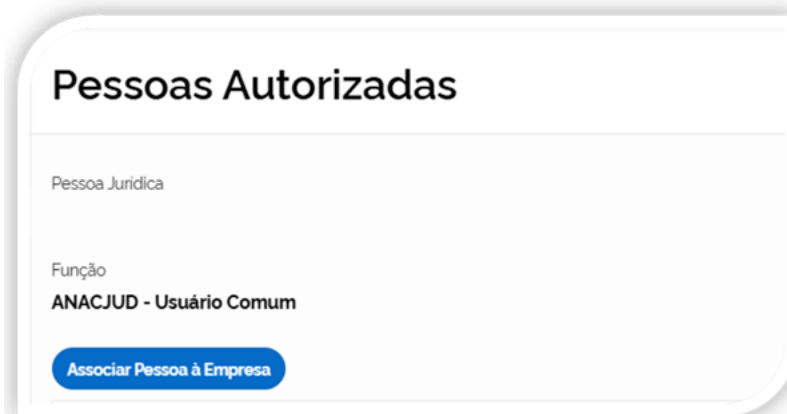 Pessoas Autorizadas
Pessoa Jurídica
Função
ANACJUD - Usuário Comum
Associar Pessoa à Empresa